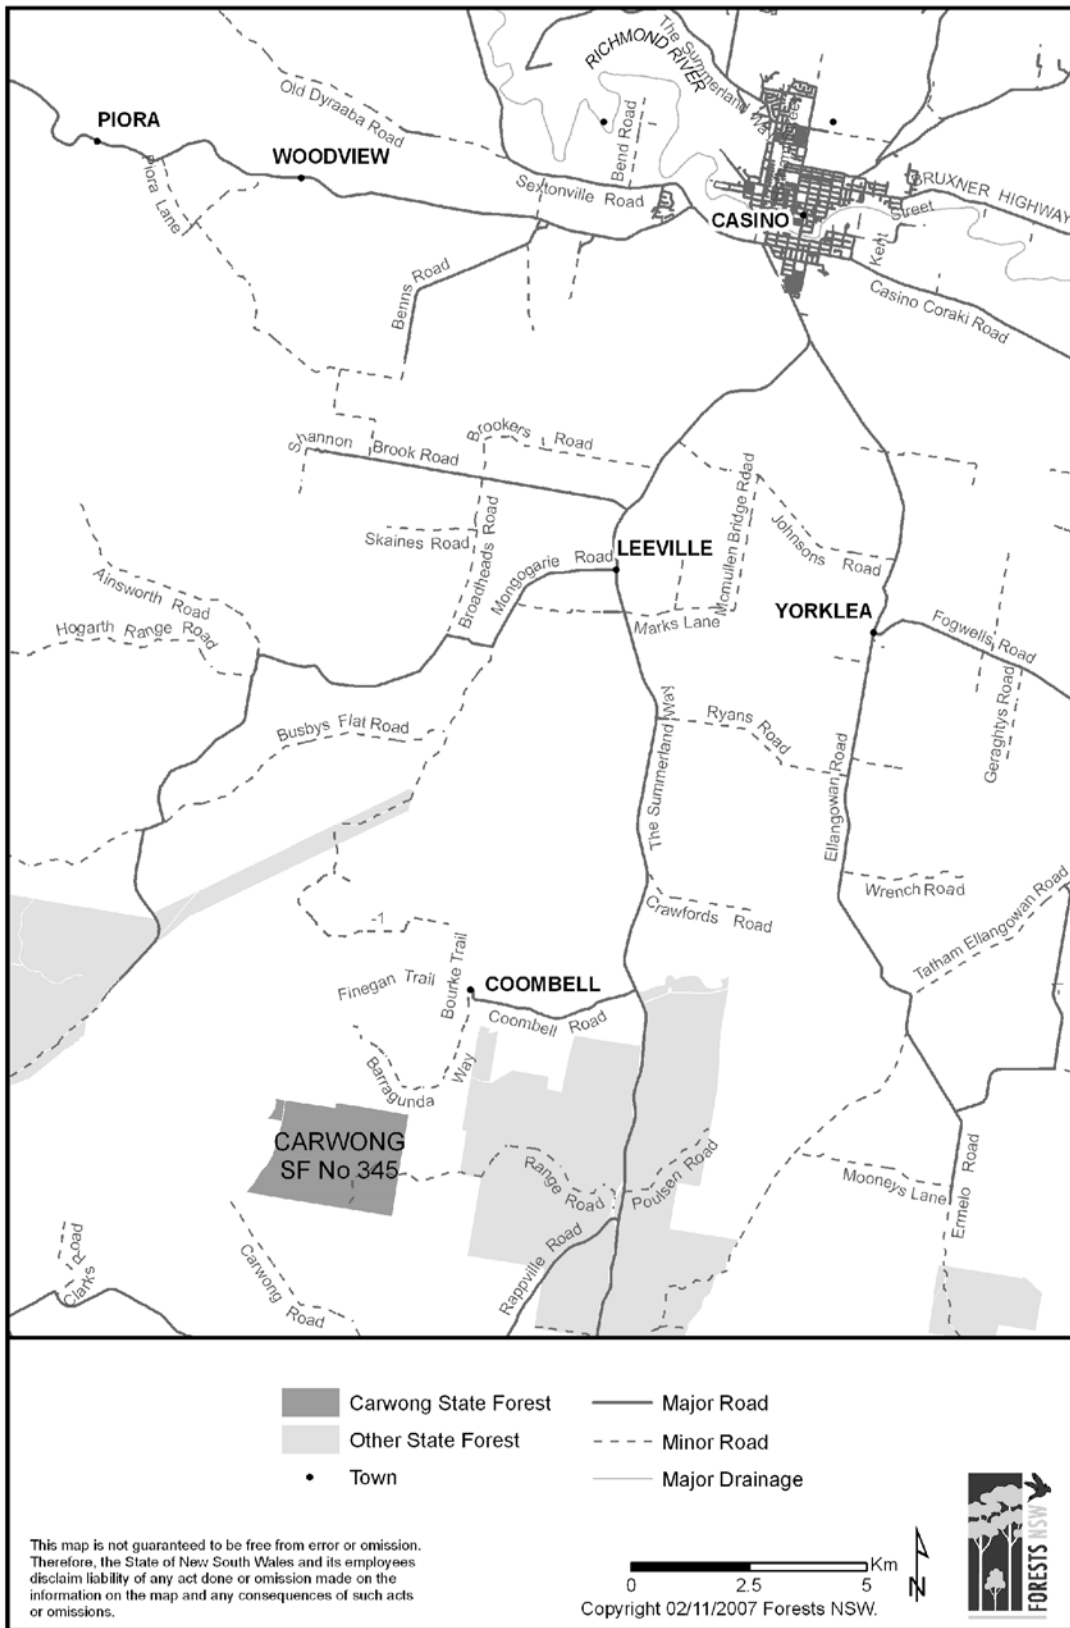 The Summerland Way
RICHMOND RIVER
Old Dyraaba Road
PIORA
WOODVIEW
Piora Lane
Bend Road
Sextonville Road
CASINO
BRUXNER HIGHWAY
Kent Street
Casino Coraki Road
Benns Road
Shannon Brook Road
Brookers Road
Skaines Road
Broadheads Road
Mongogarie Road
LEEVILLE
Mcmullen Bridge Road
Johnsons Road
Marks Lane
YORKLEA
Fogwells Road
Geraghtys Road
Ainsworth Road
Hogarth Range Road
Busbys Flat Road
The Summerland Way
Ryans Road
Ellangowan Road
Wrench Road
Crawfords Road
Tatham Ellangowan Road
-1
Finegan Trail
Bourke Trail
COOMBELL
Coombell Road
Barragunda Way
CARWONG
SF No 345
Range Road
Poulsen Road
Mooneys Lane
Ermelo Road
Rappville Road
Carwong Road
Clarks Road
Carwong State Forest
Other State Forest
Town
Major Road
Minor Road
Major Drainage
This map is not guaranteed to be free from error or omission.
Therefore, the State of New South Wales and its employees
disclaim liability of any act done or omission made on the
information on the map and any consequences of such acts
or omissions.
Km
0 2.5 5
Copyright 02/11/2007 Forests NSW.
N
FORESTS NSW